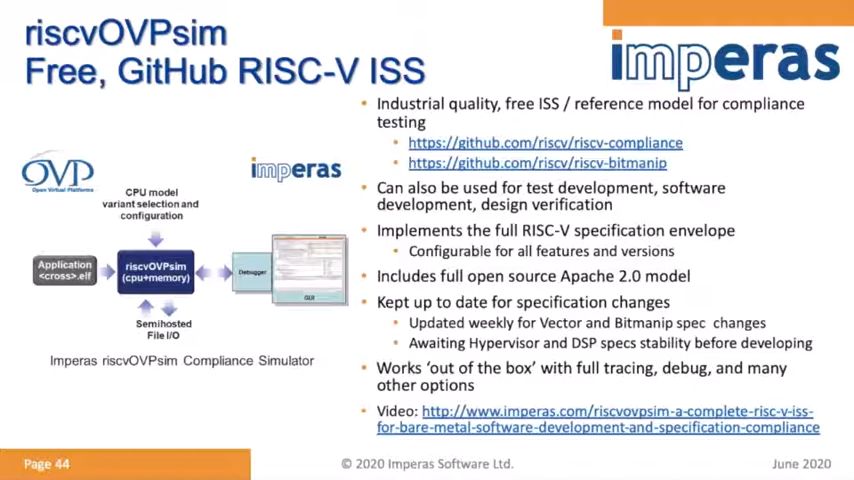 riscvOVPsim
Free, GitHub RISC-V ISS
imperas
OVP
Open Virtual Platforms
imperas
CPU model
variant selection and
configuration
Application
<cross>.elf
riscvOVPsim
(cpu+memory)
Debugger
GUI
Semihosted
File I/O
Imperas riscvOVPsim Compliance Simulator
• Industrial quality, free ISS / reference model for compliance
testing
• https://github.com/riscv/riscv-compliance
• https://github.com/riscv/riscv-bitmanip
• Can also be used for test development, software
development, design verification
• Implements the full RISC-V specification envelope
• Configurable for all features and versions
• Includes full open source Apache 2.0 model
• Kept up to date for specification changes
• Updated weekly for Vector and Bitmanip spec changes
• Awaiting Hypervisor and DSP specs stability before developing
• Works ‘out of the box’ with full tracing, debug, and many
other options
• Video: http://www.imperas.com/riscvovpsim-a-complete-risc-v-iss-
for-bare-metal-software-development-and-specification-compliance
Page 44
© 2020 Imperas Software Ltd.
June 2020